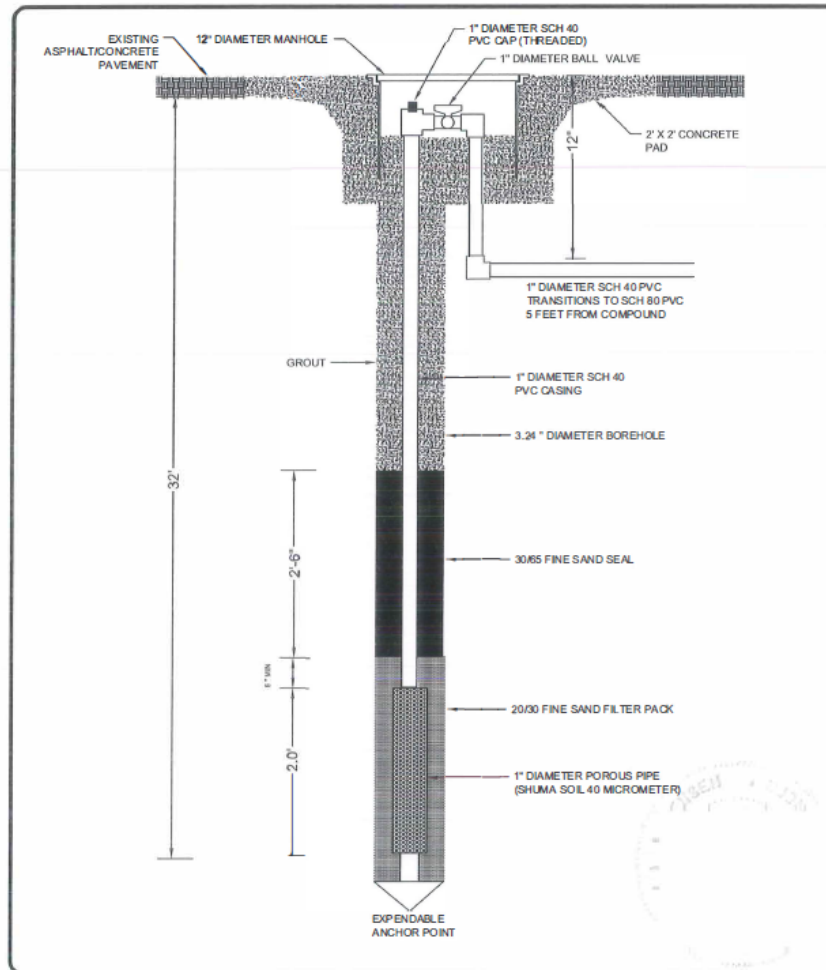 EXISTING
ASPHALT/CONCRETE
PAVEMENT
12" DIAMETER MANHOLE
1" DIAMETER SCH 40
PVC CAP (THREADED)
1" DIAMETER BALL VALVE
12"
2' X 2' CONCRETE
PAD
1" DIAMETER SCH 40 PVC
TRANSITIONS TO SCH 80 PVC
5 FEET FROM COMPOUND
GROUT
1" DIAMETER SCH 40
PVC CASING
3.24 " DIAMETER BOREHOLE
32'
2'-6"
30/65 FINE SAND SEAL
6" MIN
20/30 FINE SAND FILTER PACK
2.0'
1" DIAMETER POROUS PIPE
(SHUMA SOIL 40 MICROMETER)
EXPENDABLE
ANCHOR POINT